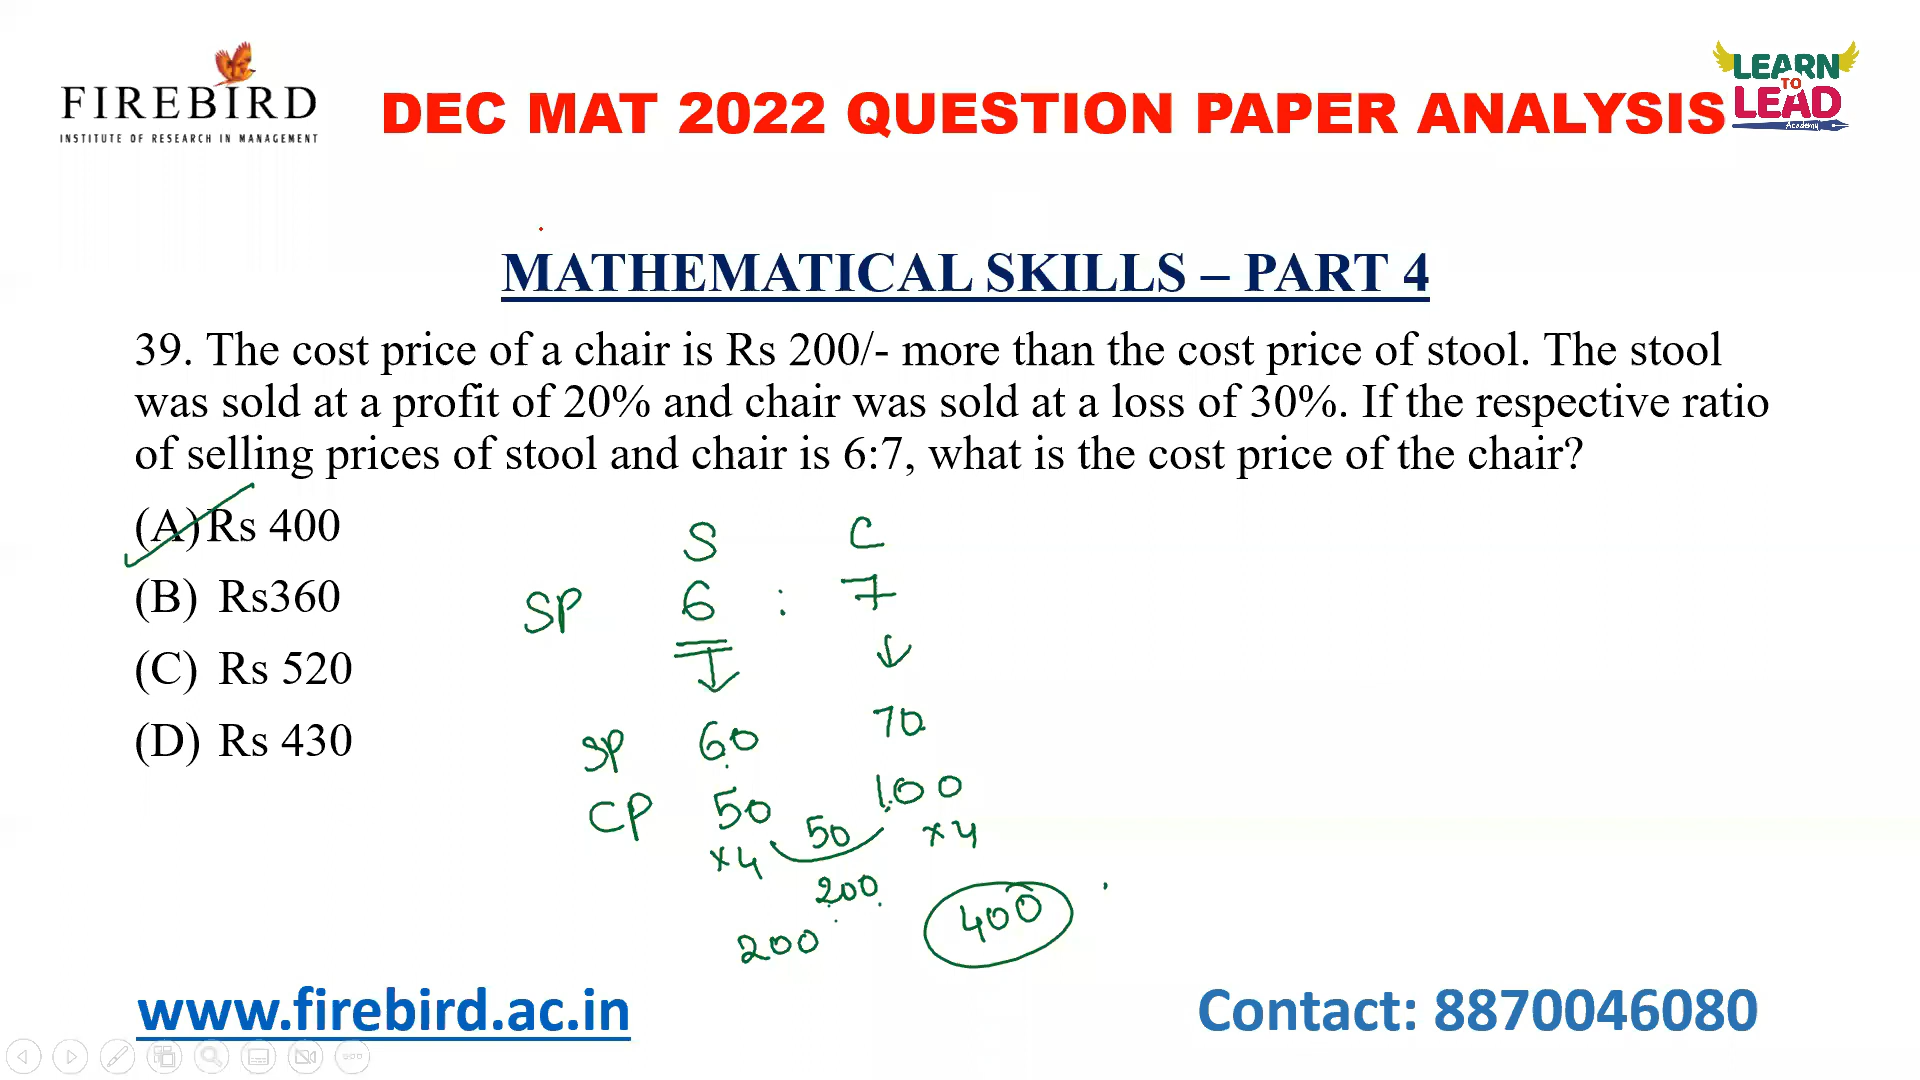 FIREBIRD
INSTITUTE OF RESEARCH IN MANAGEMENT
DEC MAT 2022 QUESTION PAPER ANALYSIS
LEARN
TO
LEAD
Academy
MATHEMATICAL SKILLS – PART 4
39. The cost price of a chair is Rs 200/- more than the cost price of stool. The stool
was sold at a profit of 20% and chair was sold at a loss of 30%. If the respective ratio
of selling prices of stool and chair is 6:7, what is the cost price of the chair?
(A) Rs 400
(B) Rs360
(C) Rs 520
(D) Rs 430
S C
SP 6 : 7
SP 60 70
CP 50 100
50
×4 ×4
200
200 400
www.firebird.ac.in
Contact: 8870046080